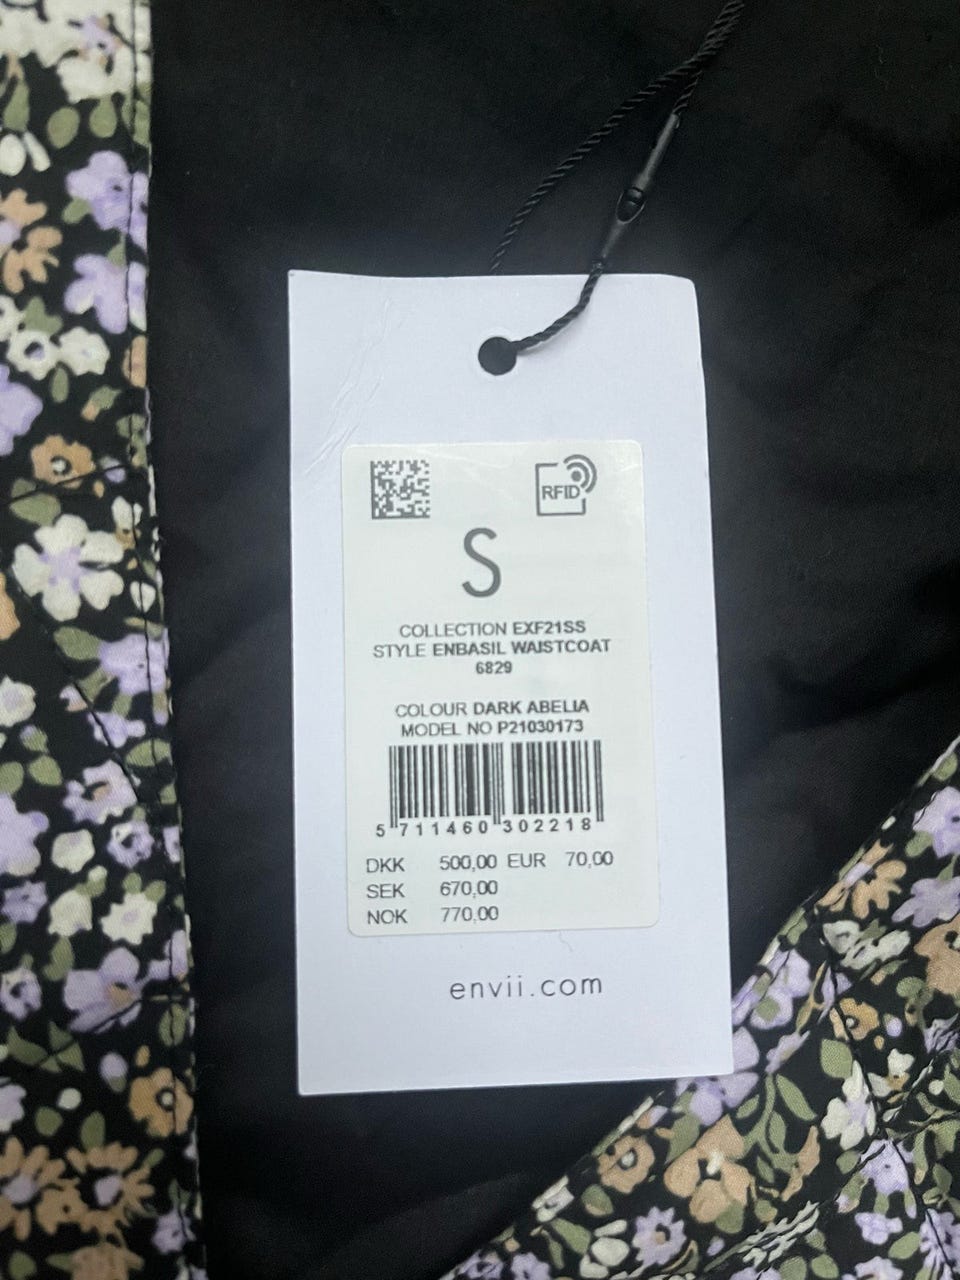 RFID
S
COLLECTION EXF21SS
STYLE ENBASIL WAISTCOAT
6829
COLOUR DARK ABELIA
MODEL NO P21030173
5 711460 302218
DKK 500,00 EUR 70,00
SEK 670,00
NOK 770,00
envii.com